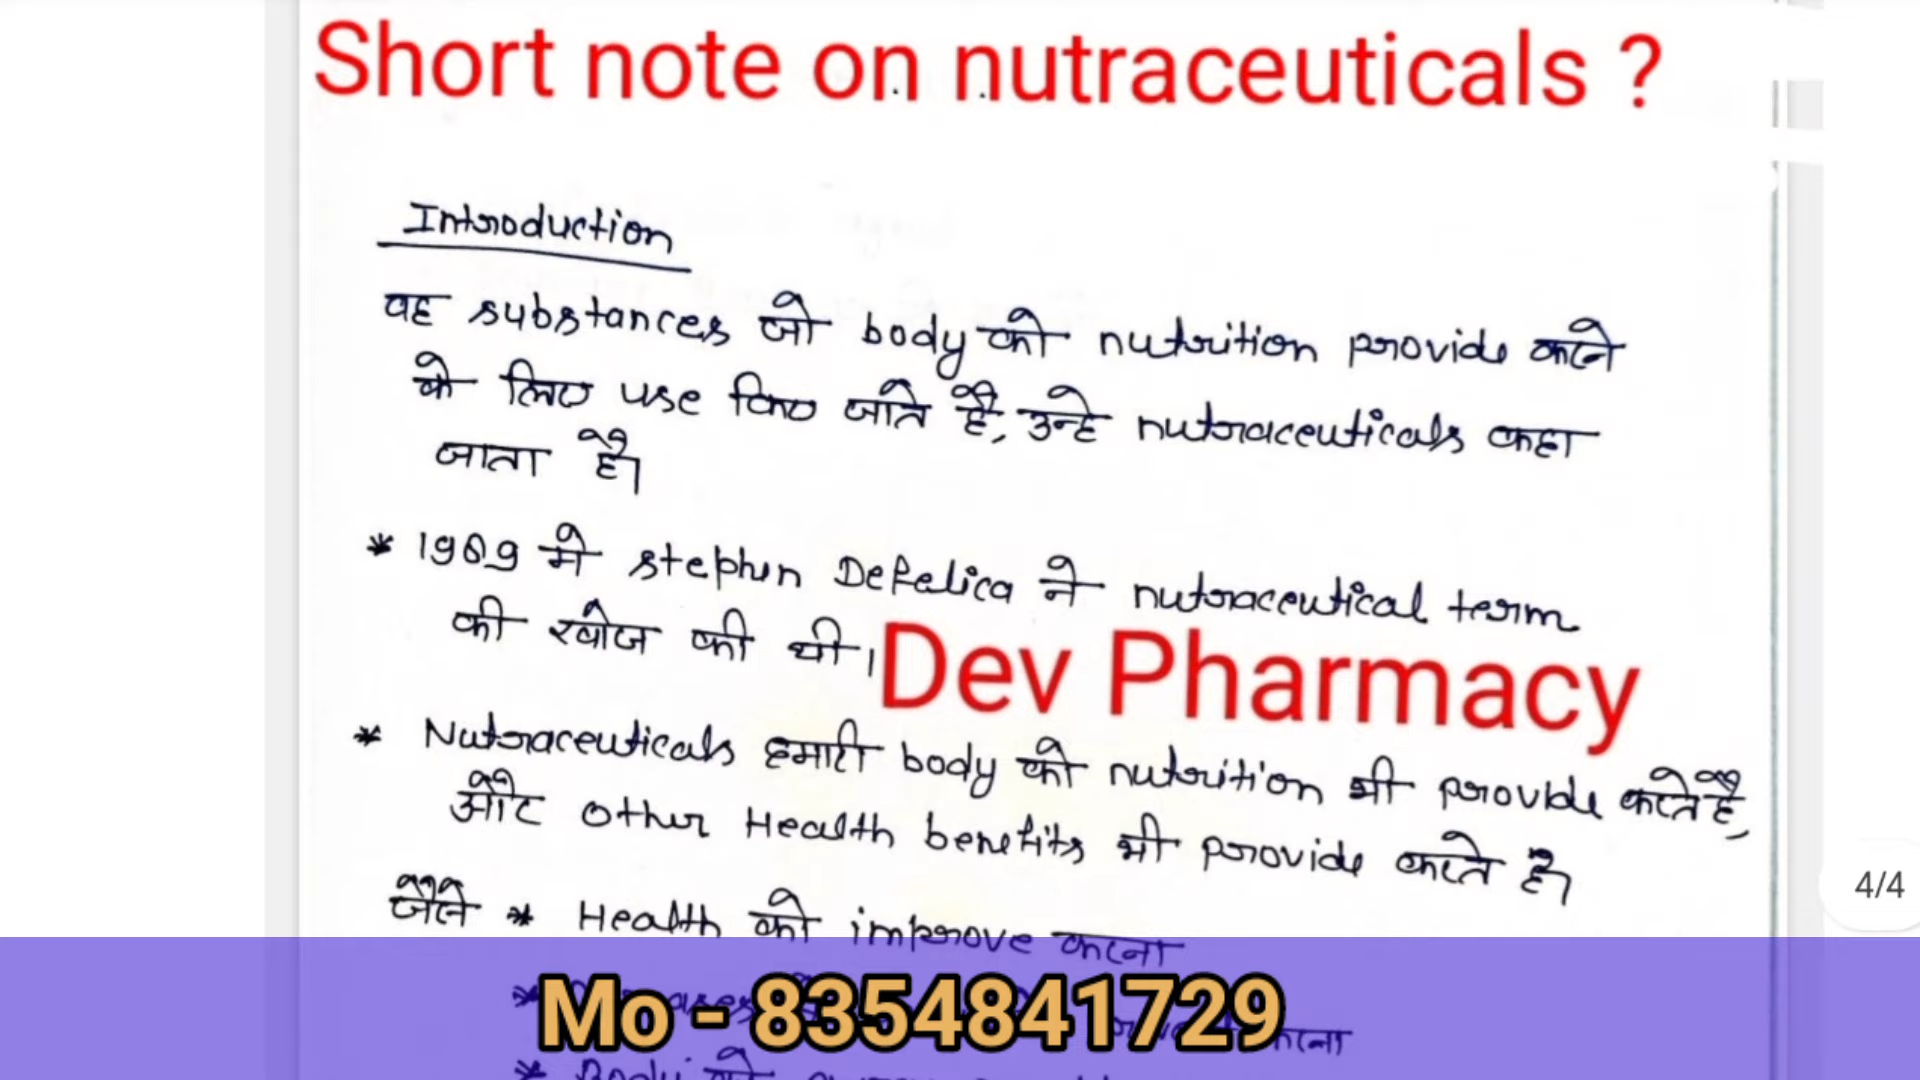 Short note on nutraceuticals ?
Introduction
वह substances जो body को nutrition provide करने
के लिए use किए जाते हैं, उन्हे nutraceuticals कहा
जाता है।
* 1989 मे stephen Defelica ने nutraceutical term
की खोज की थी।
Dev Pharmacy
* Nutraceuticals हमारी body को nutrition भी provide करते हैं,
और other Health benefits भी provide करते है।
जैसे * Health को improve करना
Mo - 8354841729
* करना
* Body को
4/4